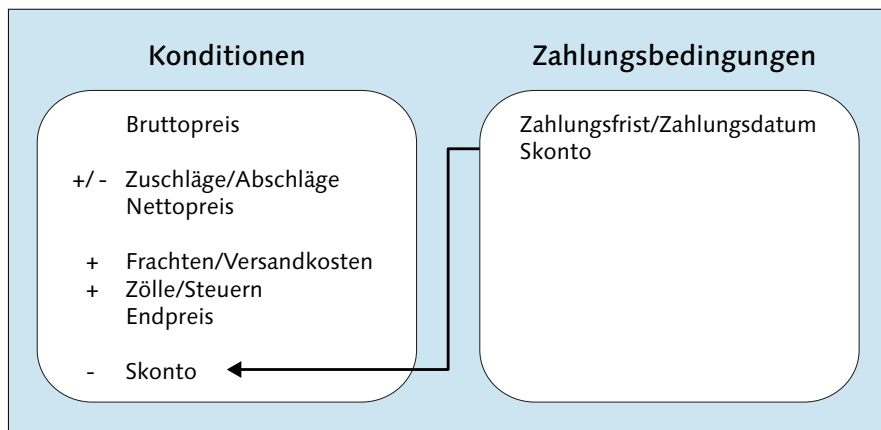 Konditionen
Bruttopreis
+/- Zuschläge/Abschläge
Nettopreis
+ Frachten/Versandkosten
+ Zölle/Steuern
Endpreis
- Skonto
Zahlungsbedingungen
Zahlungsfrist/Zahlungsdatum
Skonto